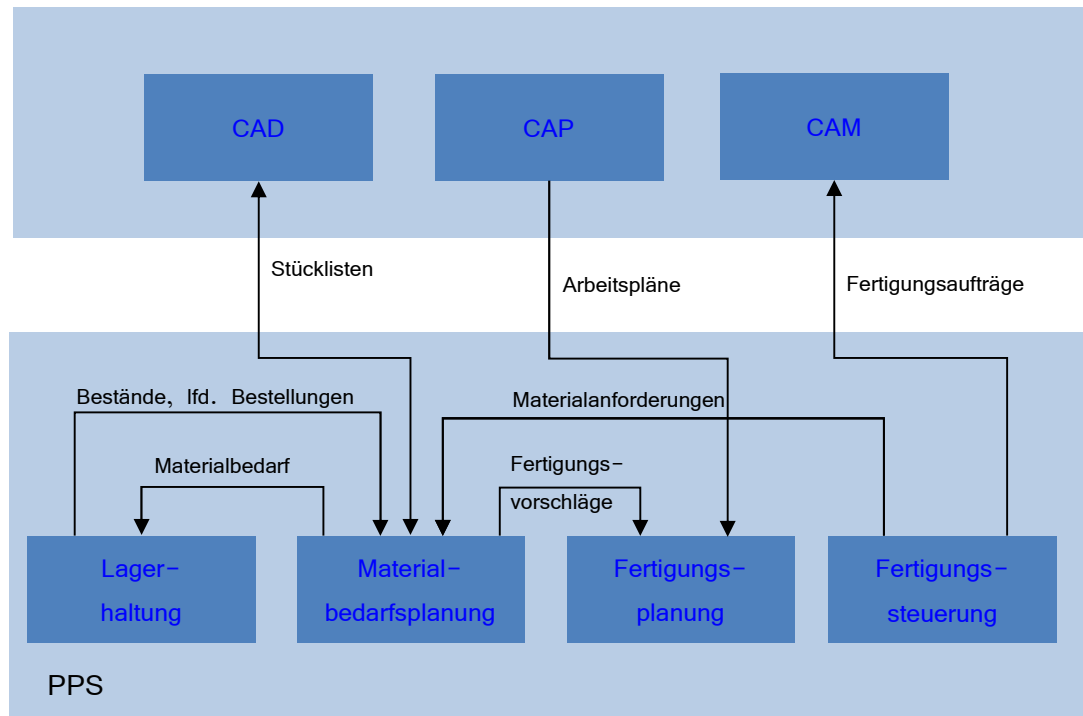 CAD
CAP
CAM
Stücklisten
Arbeitspläne
Fertigungsaufträge
Bestände, lfd. Bestellungen
Materialanforderungen
Materialbedarf
Fertigungs-
vorschläge
Lager-
haltung
Material-
bedarfsplanung
Fertigungs-
planung
Fertigungs-
steuerung
PPS